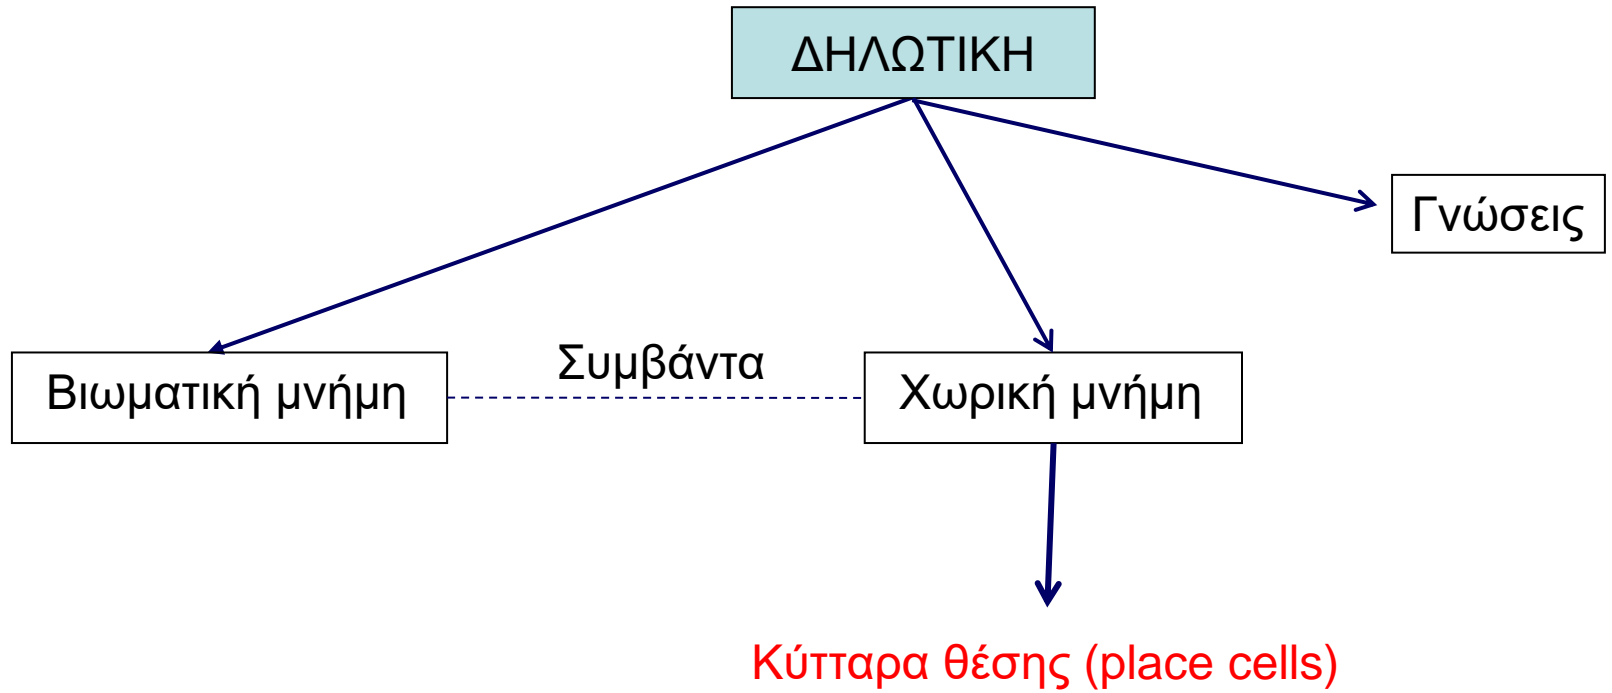 ΔΗΛΩΤΙΚΗ
Γνώσεις
Συμβάντα
Βιωματική μνήμη
Χωρική μνήμη
Κύτταρα θέσης (place cells)